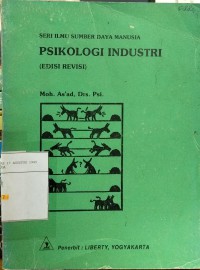 SERI ILMU SUMBER DAYA MANUSIA
PSIKOLOGI INDUSTRI
(EDISI REVISI)
Moh. As'ad, Drs. Psi.
Penerbit : LIBERTY, YOGYAKARTA